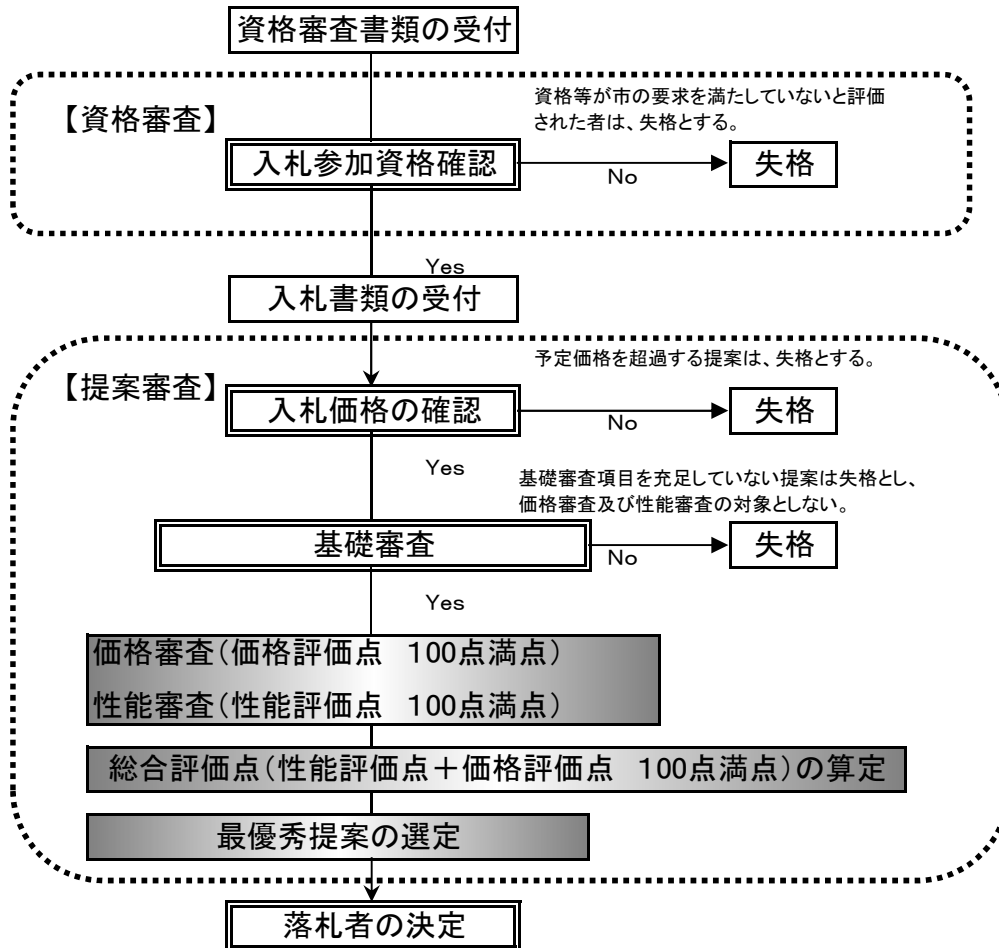 資格審査書類の受付
資格等が市の要求を満たしていないと評価
された者は、失格とする。
【資格審査】
入札参加資格確認
No
失格
Yes
入札書類の受付
予定価格を超過する提案は、失格とする。
【提案審査】
入札価格の確認
No
失格
Yes
基礎審査項目を充足していない提案は失格とし、
価格審査及び性能審査の対象としない。
基礎審査
No
失格
Yes
価格審査(価格評価点 100点満点)
性能審査(性能評価点 100点満点)
総合評価点(性能評価点+価格評価点 100点満点)の算定
最優秀提案の選定
落札者の決定